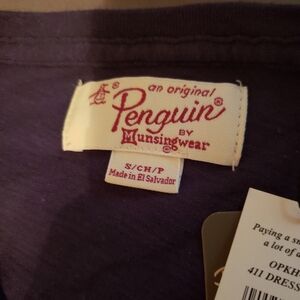 an original
Penguin®
BY
Munsingwear
S/CH/P
Made in El Salvador
Paying a
a lot of
OPKH
411 DRESS